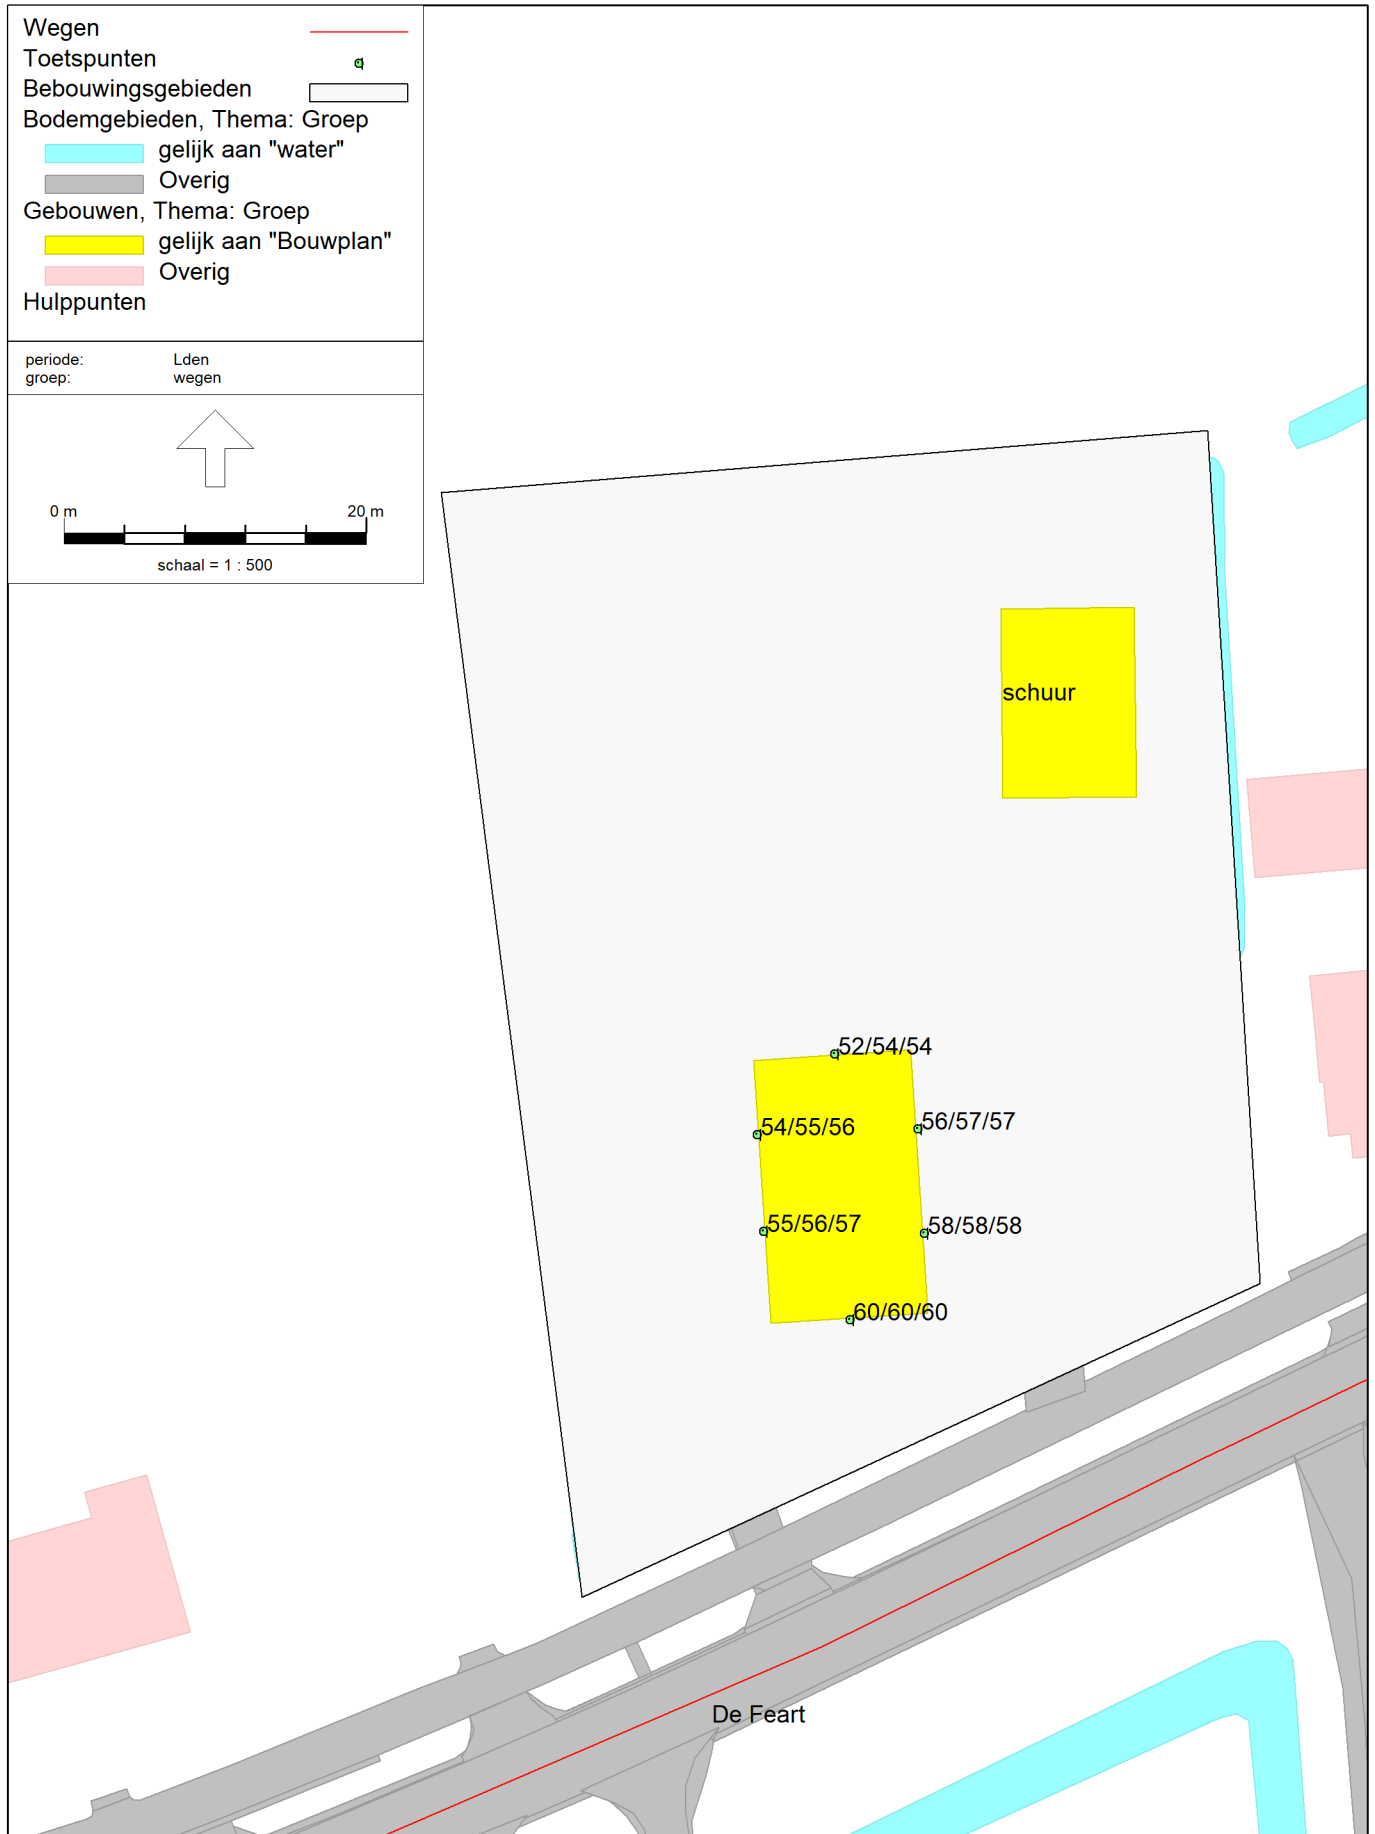 Wegen
Toetspunten
Bebouwingsgebieden
Bodemgebieden, Thema: Groep
gelijk aan "water"
Overig
Gebouwen, Thema: Groep
gelijk aan "Bouwplan"
Overig
Hulppunten
periode: Lden
groep: wegen
0 m 20 m
schaal = 1 : 500
schuur
52/54/54
54/55/56 56/57/57
55/56/57 58/58/58
60/60/60
De Feart